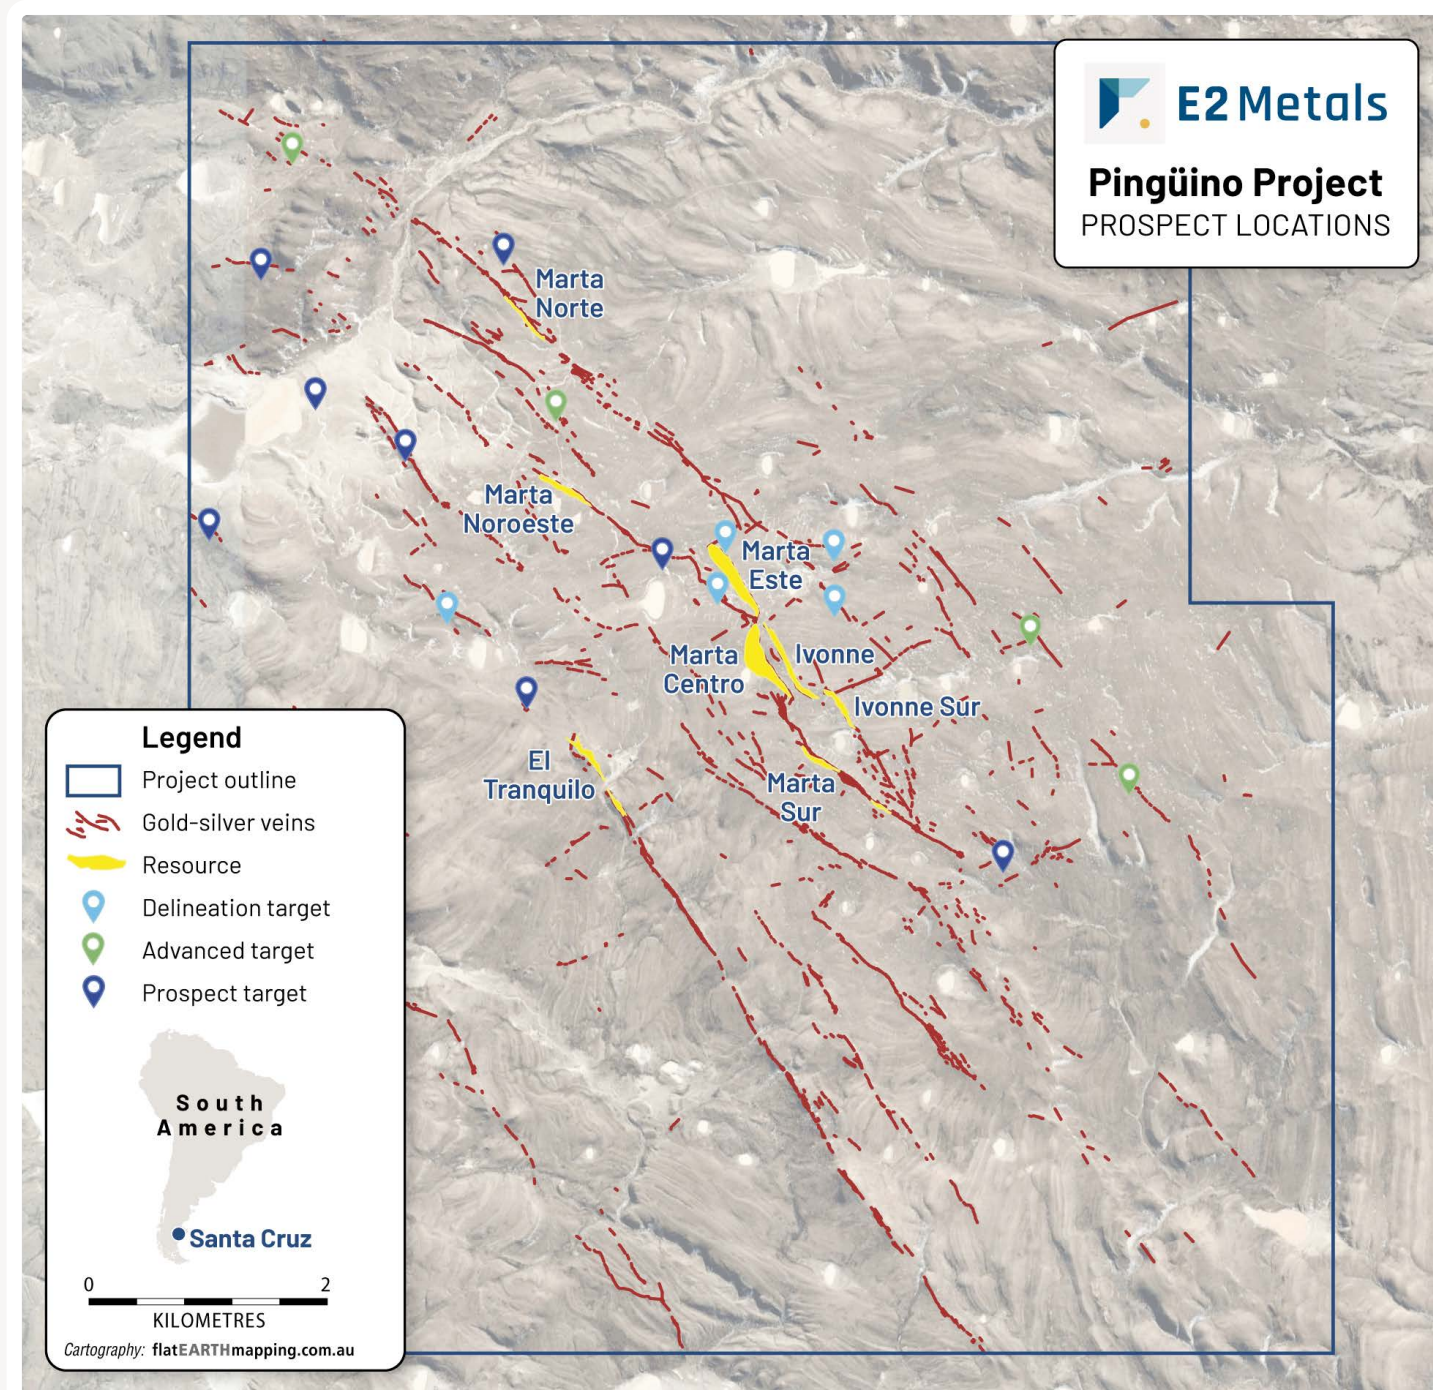 E2Metals
Pingüino Project
PROSPECT LOCATIONS
Marta
Norte
Marta
Noroeste
Marta
Este
Marta
Centro
Ivonne
Ivonne Sur
El
Tranquilo
Marta
Sur
Legend
Project outline
Gold-silver veins
Resource
Delineation target
Advanced target
Prospect target
South
America
Santa Cruz
0 2
KILOMETRES
Cartography: flatEARTHmapping.com.au